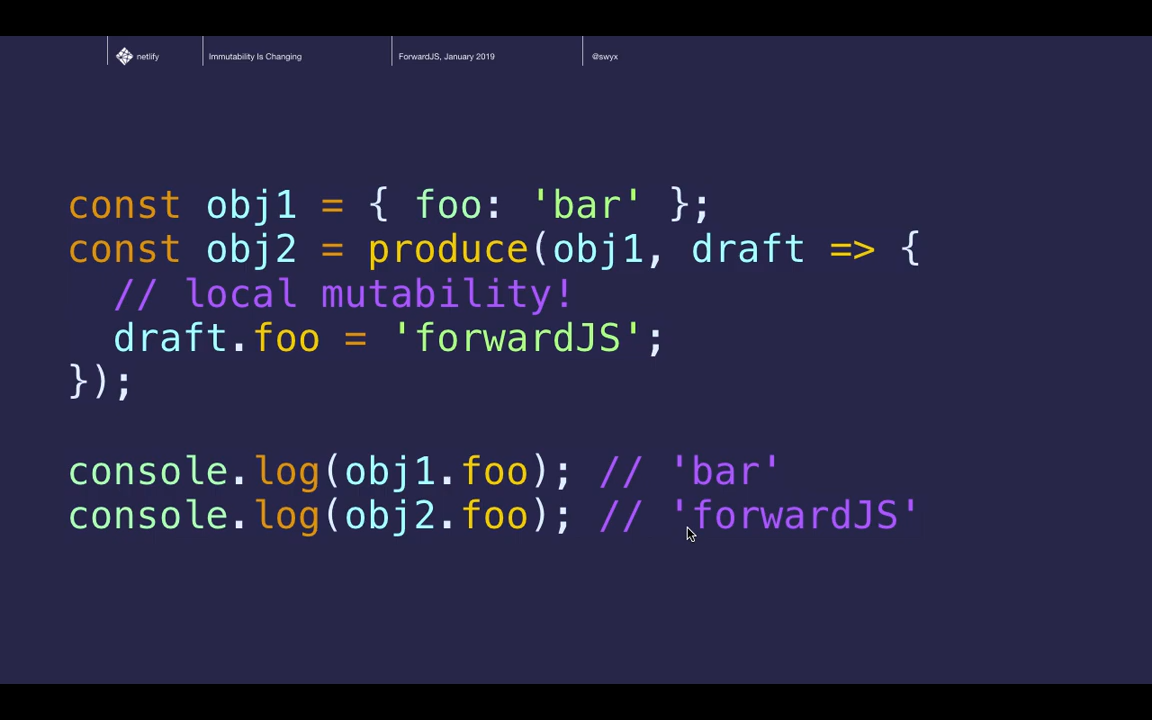 netlify
Immutability Is Changing
ForwardJS, January 2019
@swyx
const obj1 = { foo: 'bar' };
const obj2 = produce(obj1, draft => {
  // local mutability!
  draft.foo = 'forwardJS';
});
console.log(obj1.foo); // 'bar'
console.log(obj2.foo); // 'forwardJS'